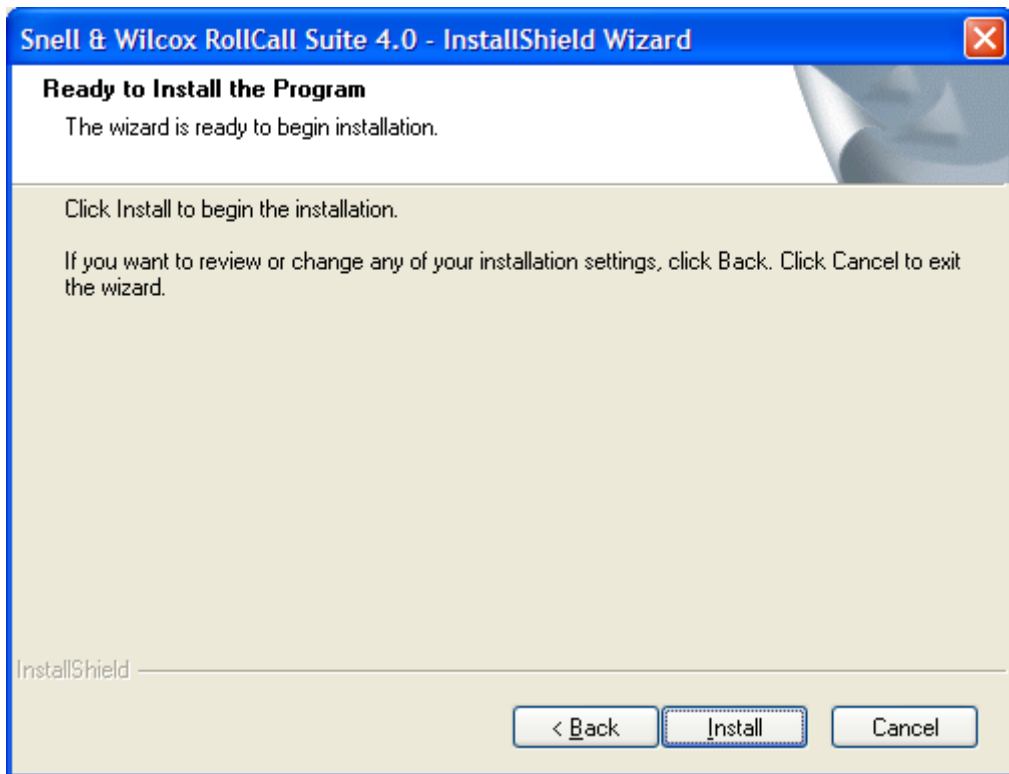 Snell & Wilcox RollCall Suite 4.0 - InstallShield Wizard
Ready to Install the Program
The wizard is ready to begin installation.
Click Install to begin the installation.
If you want to review or change any of your installation settings, click Back. Click Cancel to exit
the wizard.
InstallShield
< Back Install Cancel